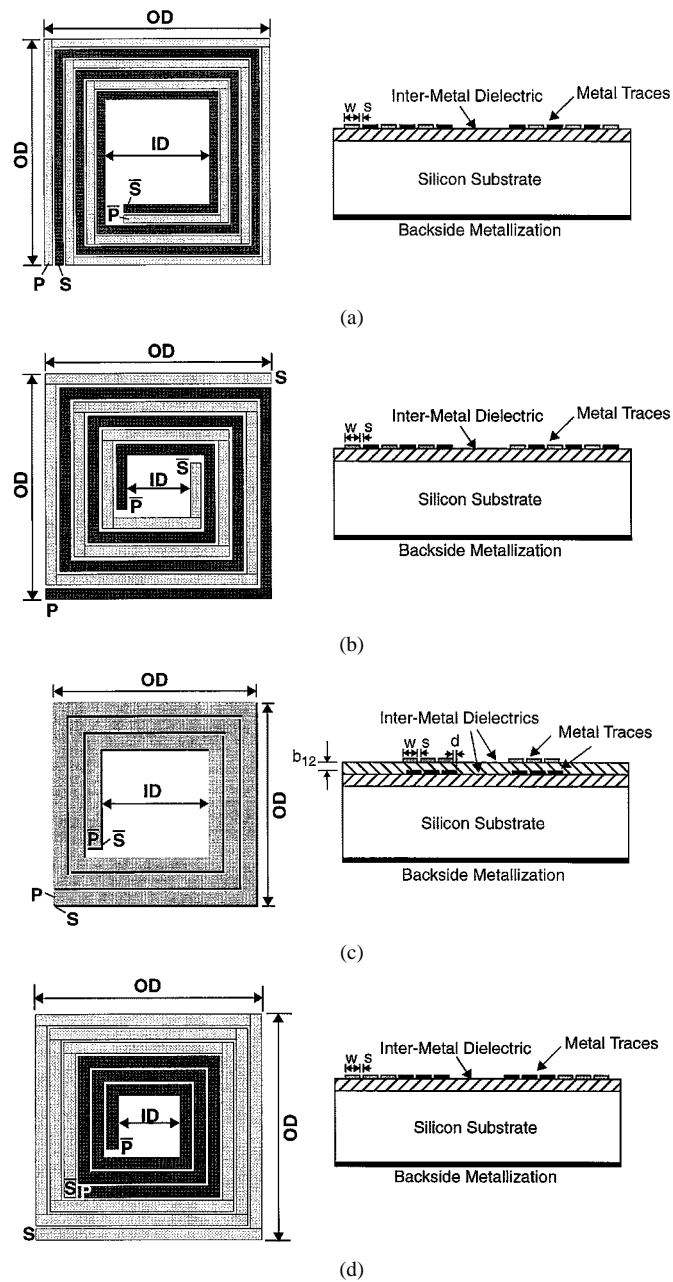 OD
OD
ID
S̅
P̅
P S
W S
Inter-Metal Dielectric
Metal Traces
Silicon Substrate
Backside Metallization
(a)
OD
S
OD
S̅
ID
P̅
P
W S
Inter-Metal Dielectric
Metal Traces
Silicon Substrate
Backside Metallization
(b)
OD
OD
ID
P̅ S̅
P
S
b12
W S d
Inter-Metal Dielectrics
Metal Traces
Silicon Substrate
Backside Metallization
(c)
OD
OD
ID
P̅
S̅ P
S
W S
Inter-Metal Dielectric
Metal Traces
Silicon Substrate
Backside Metallization
(d)